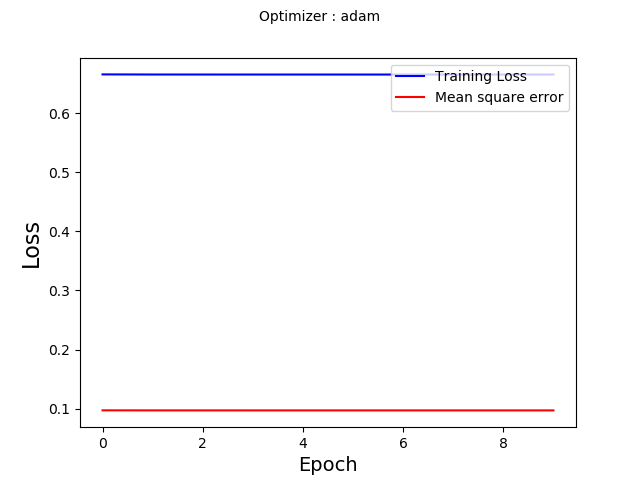 Optimizer : adam
Training Loss
Mean square error
0.6
0.5
0.4
0.3
0.2
0.1
Loss
0 2 4 6 8
Epoch